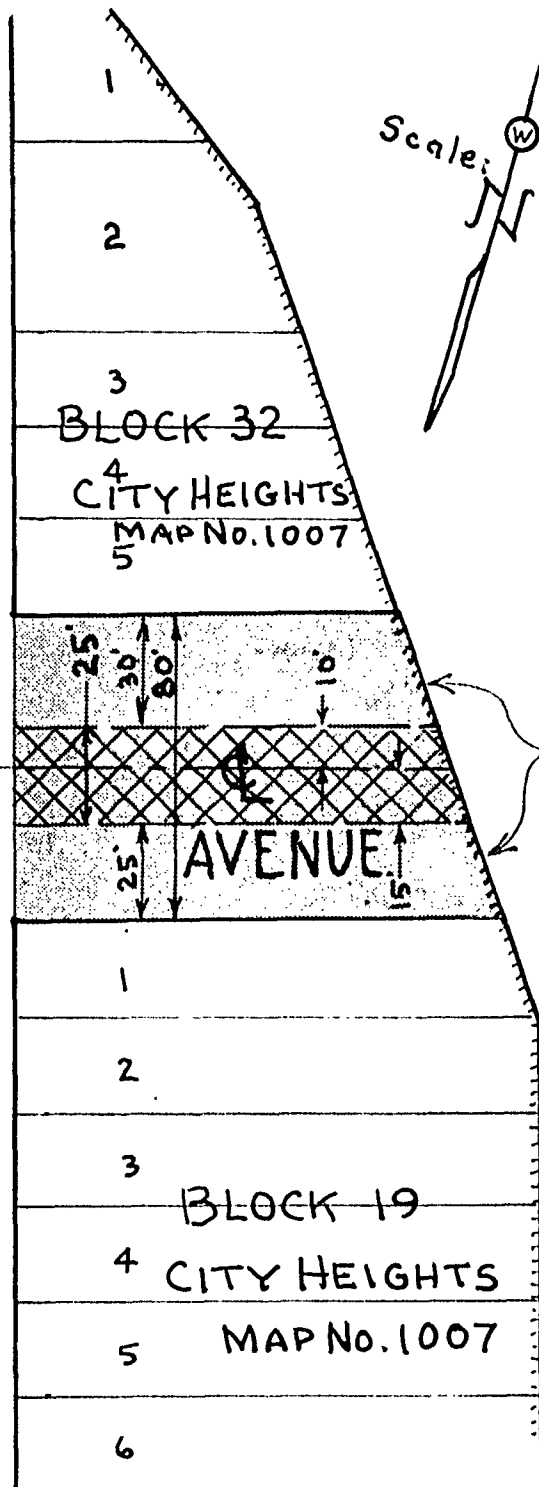 1
Scale:
W
N
2
3
BLOCK 32
4
CITY HEIGHTS
MAP No. 1007
5
25'
30'
80'
10'
℄
25'
AVENUE
15'
1
2
3
BLOCK 19
4
CITY HEIGHTS
5
MAP No. 1007
6